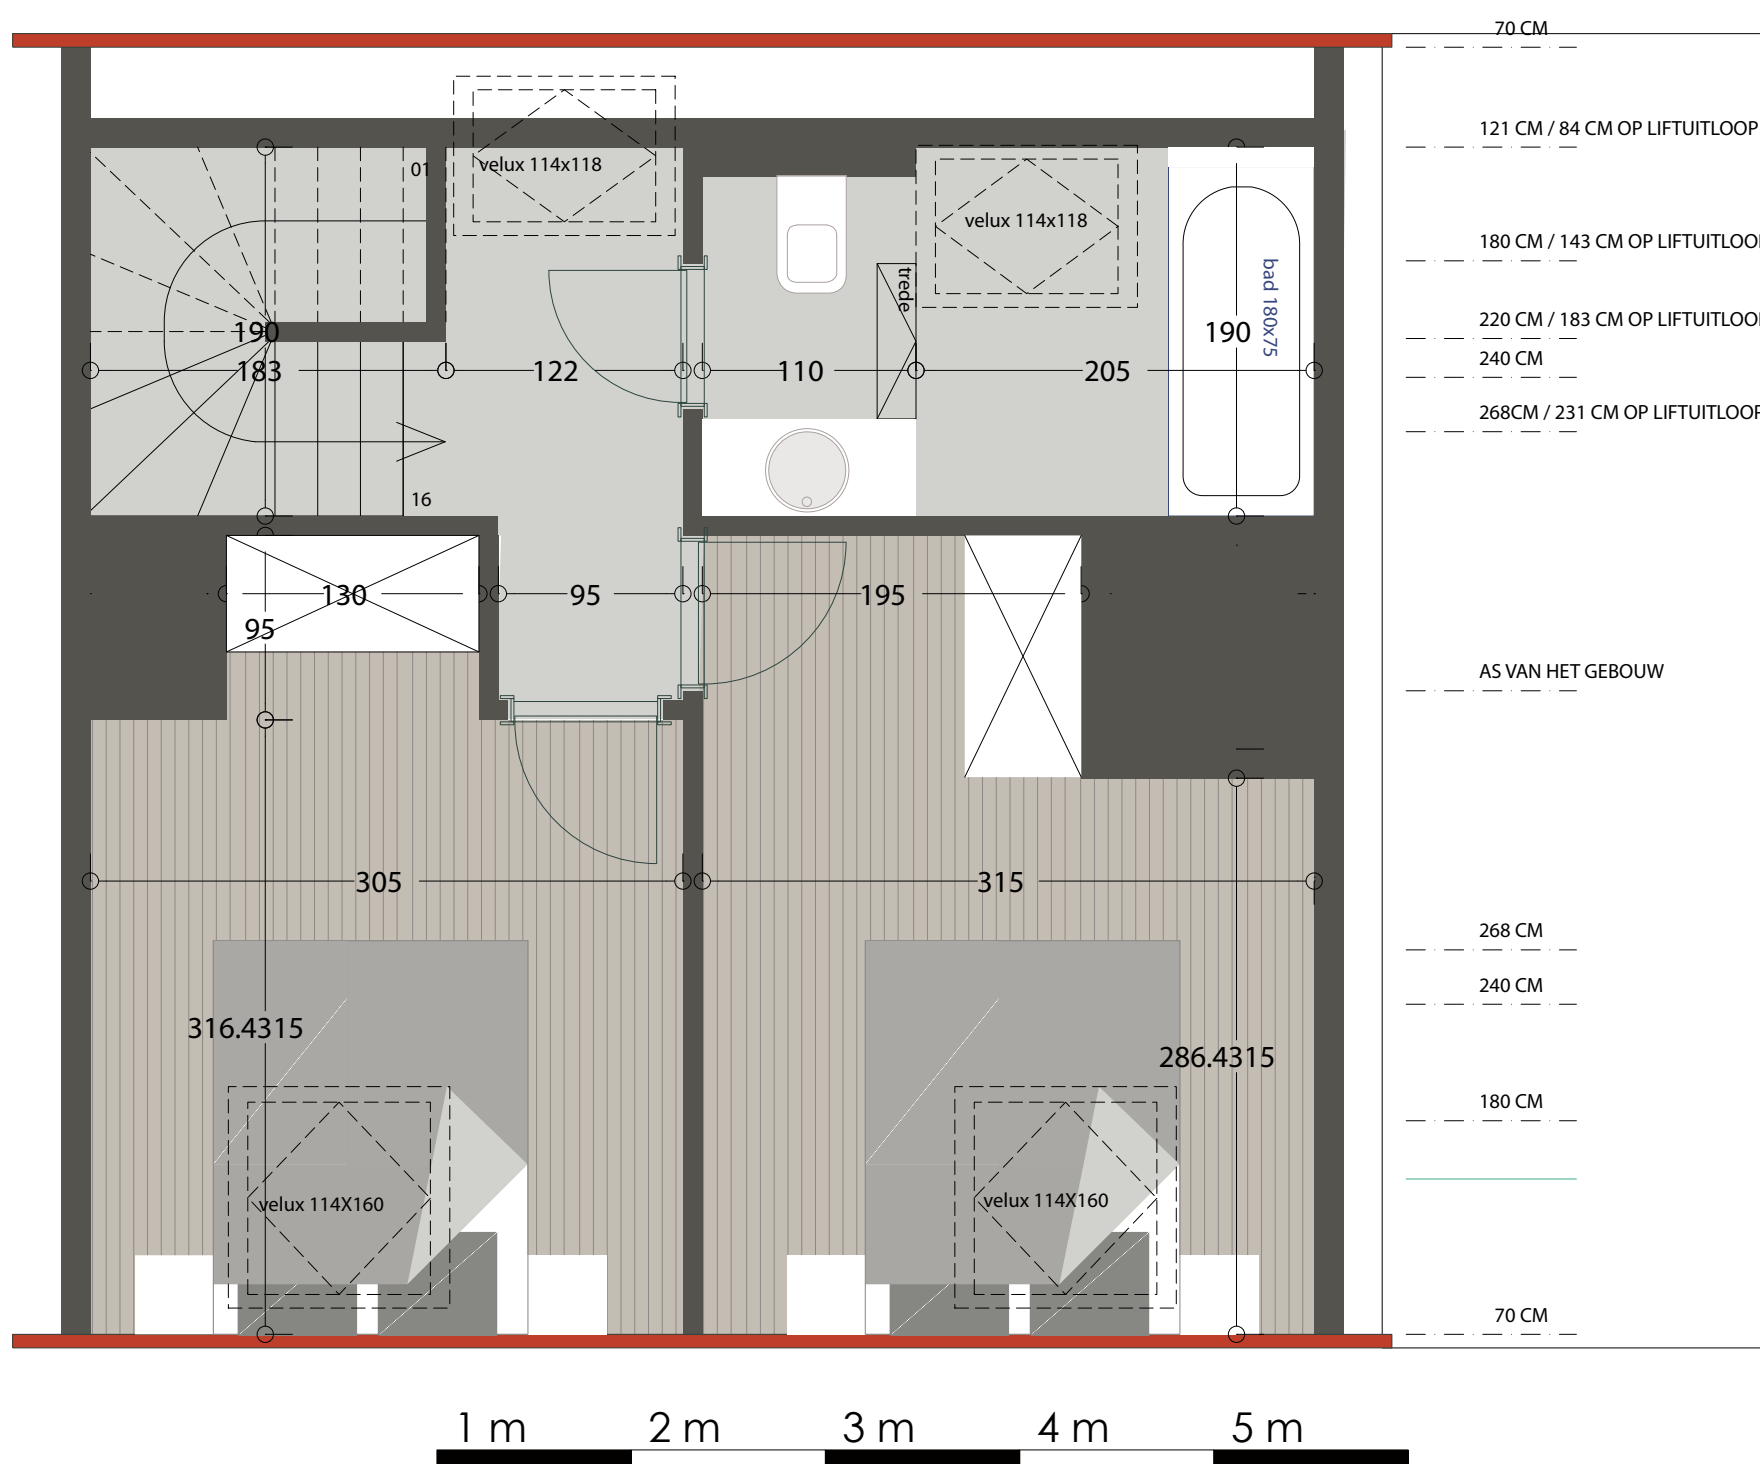 70 CM
121 CM / 84 CM OP LIFTUITLOOP
01
velux 114x118
velux 114x118
180 CM / 143 CM OP LIFTUITLOOP
trede
bad 180x75
190
190
220 CM / 183 CM OP LIFTUITLOOP
240 CM
183
122
110
205
268CM / 231 CM OP LIFTUITLOOP
16
130
95
195
95
AS VAN HET GEBOUW
305
315
268 CM
240 CM
316.4315
286.4315
180 CM
velux 114X160
velux 114X160
70 CM
1 m
2 m
3 m
4 m
5 m